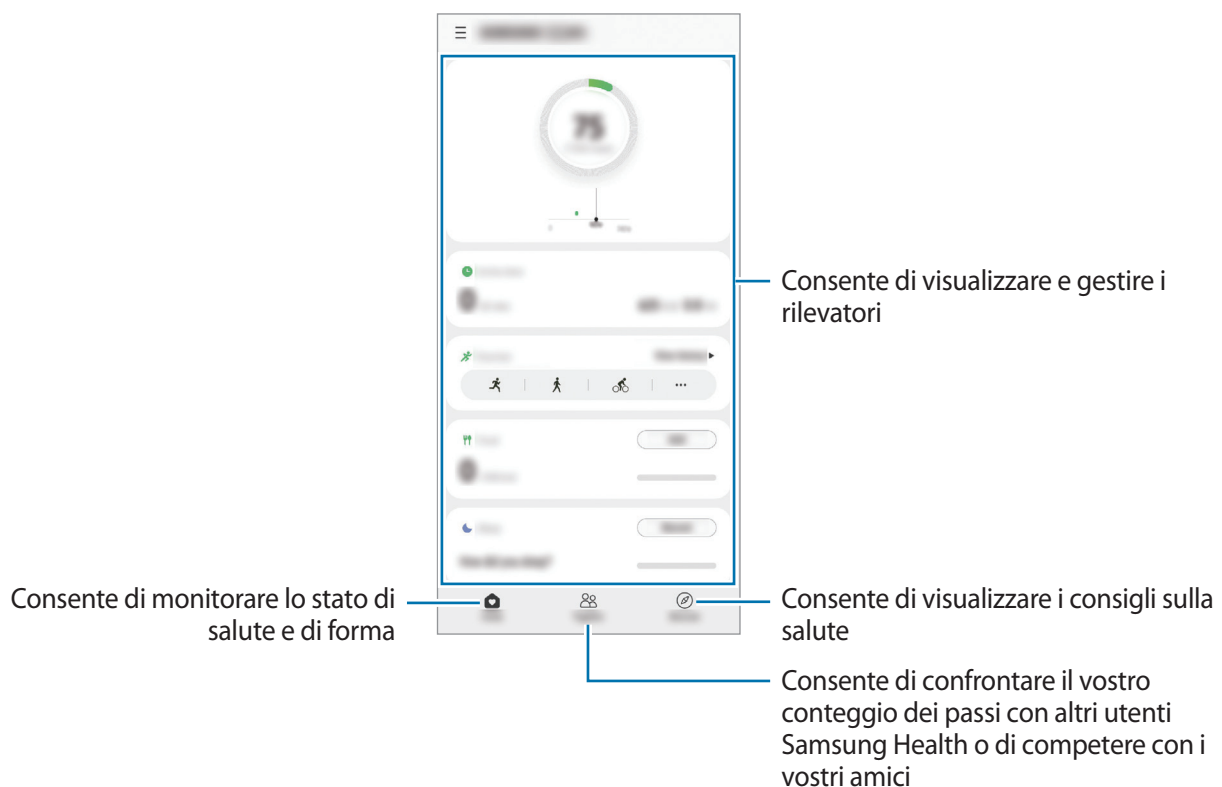 75
Consente di visualizzare e gestire i
rilevatori
Consente di monitorare lo stato di
salute e di forma
Consente di visualizzare i consigli sulla
salute
Consente di confrontare il vostro
conteggio dei passi con altri utenti
Samsung Health o di competere con i
vostri amici